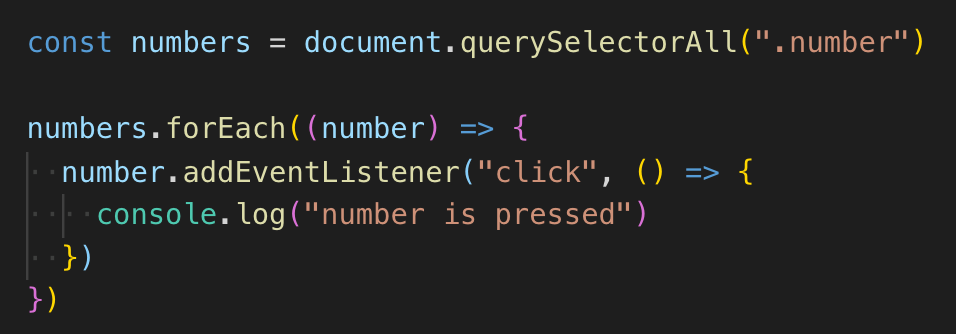 const numbers = document.querySelectorAll(".number")
numbers.forEach((number) => {
  number.addEventListener("click", () => {
    console.log("number is pressed")
  })
})